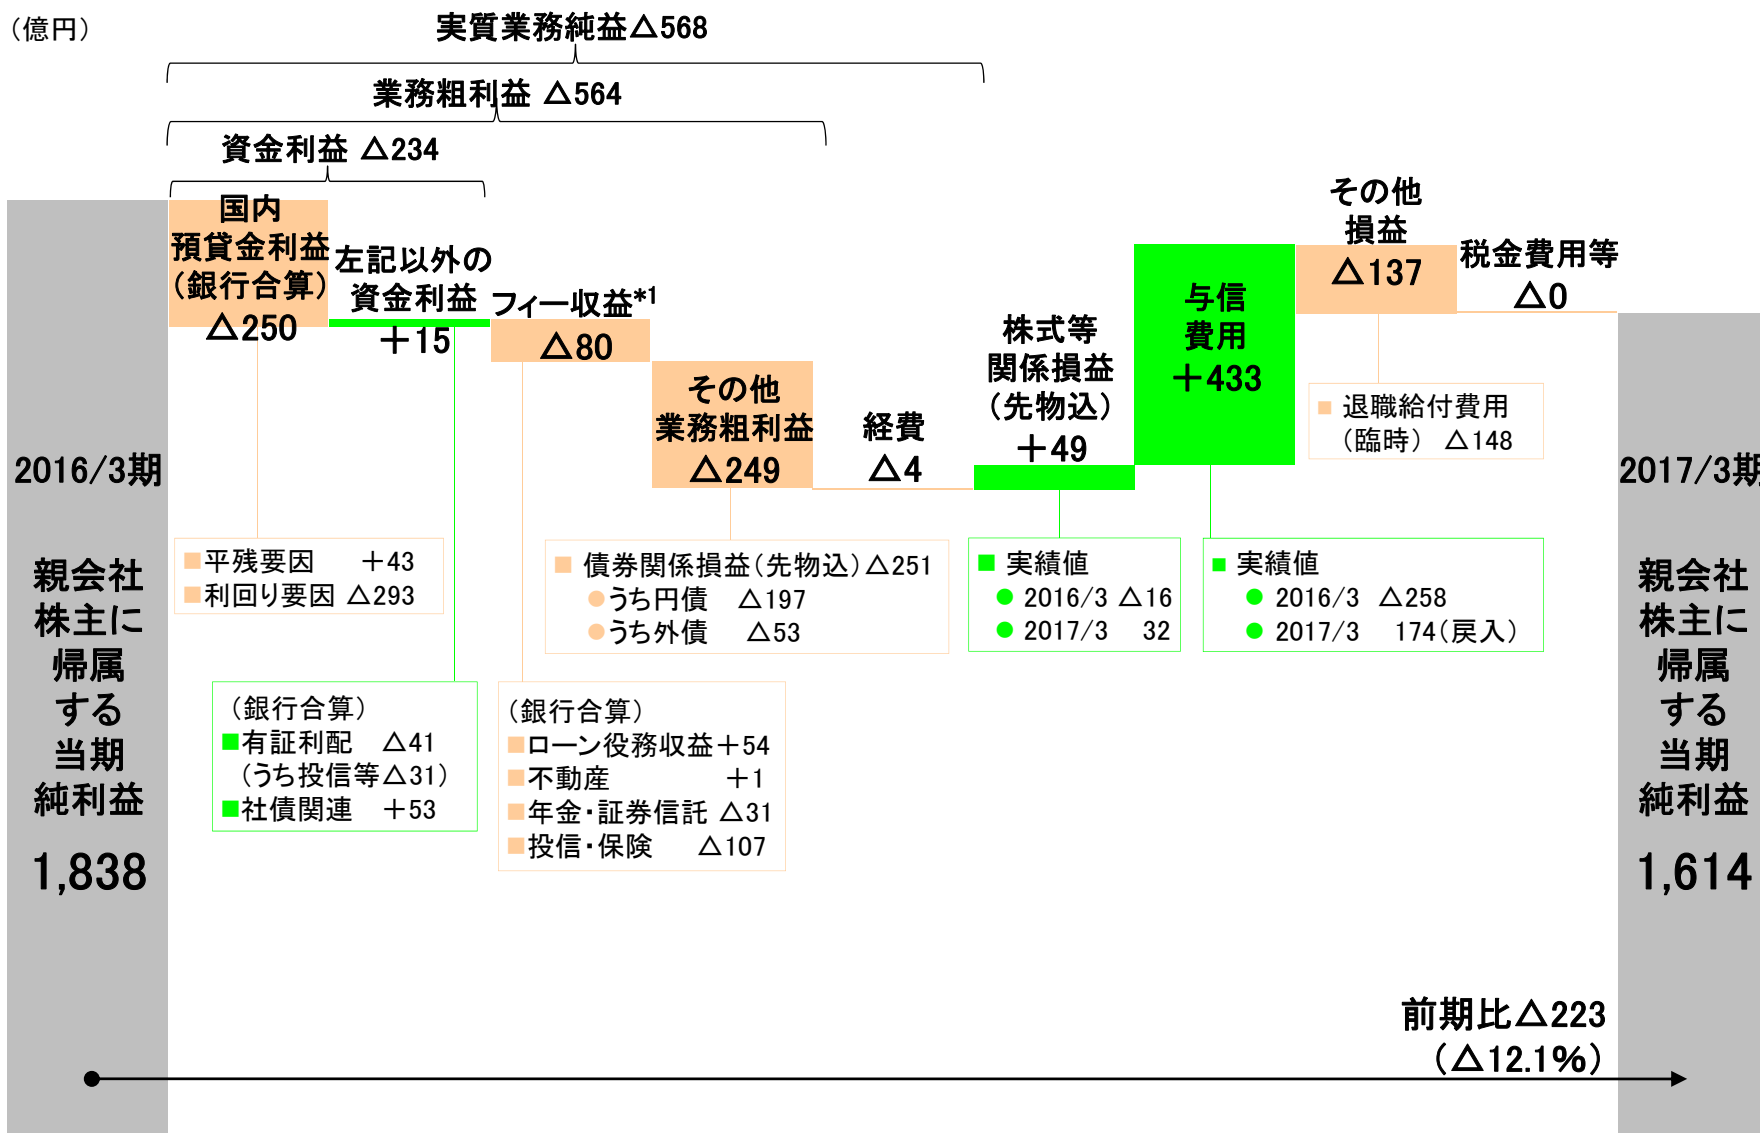 （億円）
実質業務純益△568
業務粗利益 △564
資金利益 △234
国内
預貸金利益
（銀行合算）
△250
左記以外の
資金利益
＋15
フィー収益*1
△80
その他
業務粗利益
△249
経費
△4
株式等
関係損益
（先物込）
＋49
与信
費用
＋433
その他
損益
△137
税金費用等
△0
2016/3期
親会社
株主に
帰属
する
当期
純利益
1,838
■平残要因 ＋43
■利回り要因 △293
（銀行合算）
■有証利配 △41
（うち投信等△31）
■社債関連 ＋53
（銀行合算）
■ローン役務収益＋54
■不動産 ＋1
■年金・証券信託 △31
■投信・保険 △107
■ 債券関係損益（先物込）△251
●うち円債 △197
●うち外債 △53
■ 実績値
● 2016/3 △16
● 2017/3 32
■ 実績値
● 2016/3 △258
● 2017/3 174（戻入）
■ 退職給付費用
（臨時） △148
2017/3期
親会社
株主に
帰属
する
当期
純利益
1,614
前期比△223
（△12.1％）